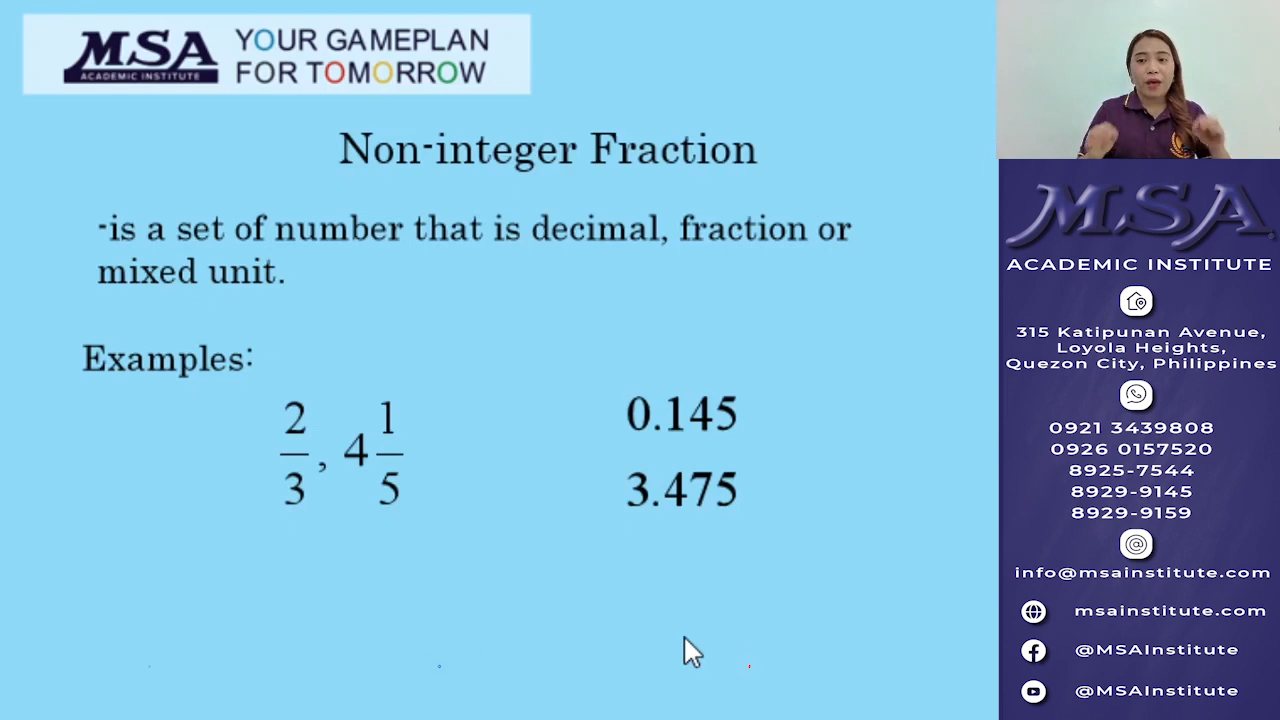 MSA
ACADEMIC INSTITUTE
YOUR GAMEPLAN
FOR TOMORROW
Non-integer Fraction
-is a set of number that is decimal, fraction or
mixed unit.
Examples:
2/3, 4 1/5
0.145
3.475
MSA
ACADEMIC INSTITUTE
315 Katipunan Avenue,
Loyola Heights,
Quezon City, Philippines
0921 3439808
0926 0157520
8925-7544
8929-9145
8929-9159
info@msainstitute.com
msainstitute.com
@MSAInstitute
@MSAInstitute